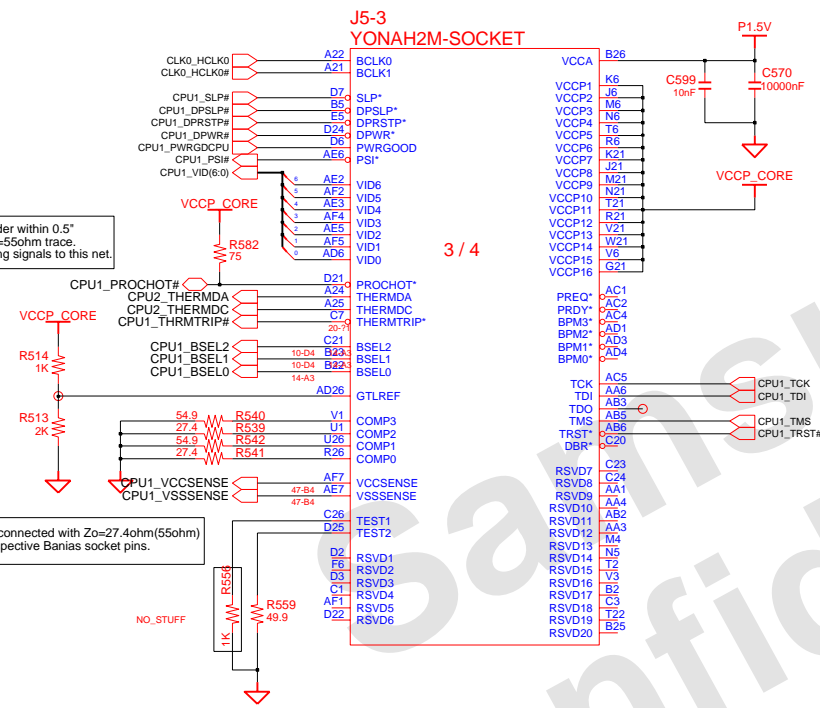 J5-3
YONAH2M-SOCKET
P1.5V
CLK0_HCLK0 A22 BCLK0 VCCA B26
CLK0_HCLK0# A21 BCLK1
C599
10nF
C570
10000nF
CPU1_SLP# D7 SLP*
CPU1_DPSLP# B5 DPSLP*
CPU1_DPRSTP# E5 DPRSTP*
CPU1_DPWR# D24 DPWR*
CPU1_PWRGDCPU D6 PWRGOOD
CPU1_PSI# AE6 PSI*
CPU1_VID(6:0)
6 AE2 VID6
5 AF2 VID5
4 AE3 VID4
3 AF4 VID3
2 AE5 VID2
1 AF5 VID1
0 AD6 VID0
VCCP1 K6
VCCP2 J6
VCCP3 M6
VCCP4 N6
VCCP5 T6
VCCP6 R6
VCCP7 K21
VCCP8 J21
VCCP9 M21
VCCP10 N21
VCCP11 T21
VCCP12 R21
VCCP13 V21
VCCP14 W21
VCCP15 V6
VCCP16 G21
VCCP_CORE
VCCP_CORE
R582
75
der within 0.5"
=55ohm trace.
ng signals to this net.
3 / 4
CPU1_PROCHOT# D21 PROCHOT*
CPU2_THERMDA A24 THERMDA
CPU2_THERMDC A25 THERMDC
CPU1_THRMTRIP# C7 THERMTRIP*
20-?1
PREQ* AC1
PRDY* AC2
BPM3* AC4
BPM2* AD1
BPM1* AD3
BPM0* AD4
VCCP_CORE
R514
1K
R513
2K
CPU1_BSEL2 C21 BSEL2
CPU1_BSEL1 10-D4 B23 BSEL1
CPU1_BSEL0 10-D4 B22 BSEL0
14-A3
AD26 GTLREF
TCK AC5 CPU1_TCK
TDI AA6 CPU1_TDI
TDO AB3
TMS AB5 CPU1_TMS
TRST* AB6 CPU1_TRST#
DBR* C20
54.9 R540 V1 COMP3
27.4 R539 U1 COMP2
54.9 R542 U26 COMP1
27.4 R541 R26 COMP0
CPU1_VCCSENSE AF7 VCCSENSE
CPU1_VSSSENSE 47-B4 AE7 VSSSENSE
47-B4
C26 TEST1
D25 TEST2
onnected with Zo=27.4ohm(55ohm)
pective Banias socket pins.
D2 RSVD1
F6 RSVD2
D3 RSVD3
C1 RSVD4
AF1 RSVD5
D22 RSVD6
RSVD7 C23
RSVD8 C24
RSVD9 AA1
RSVD10 AA4
RSVD11 AB2
RSVD12 AA3
RSVD13 M4
RSVD14 N5
RSVD15 T2
RSVD16 V3
RSVD17 B2
RSVD18 C3
RSVD19 T22
RSVD20 B25
NO_STUFF
R556
1K
R559
49.9
Sams
onfid